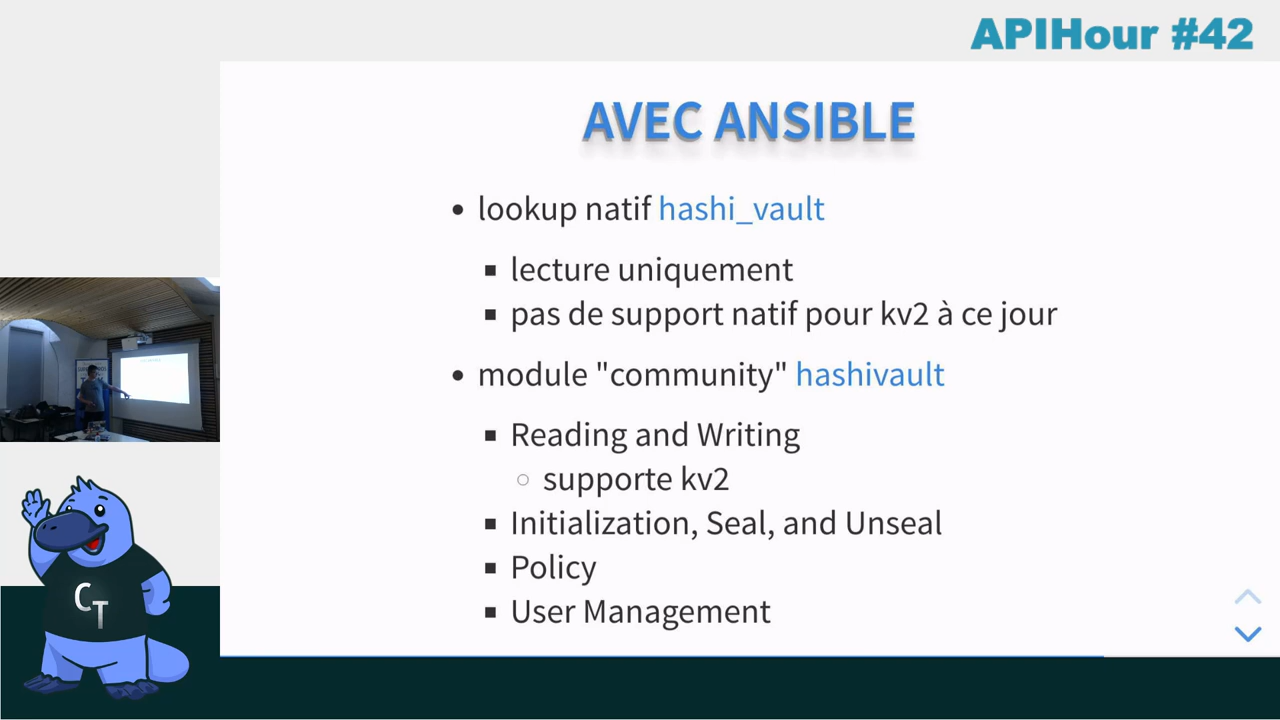 APIHour #42
AVEC ANSIBLE
lookup natif hashi_vault
lecture uniquement
pas de support natif pour kv2 à ce jour
module "community" hashivault
Reading and Writing
supporte kv2
Initialization, Seal, and Unseal
Policy
User Management
CT